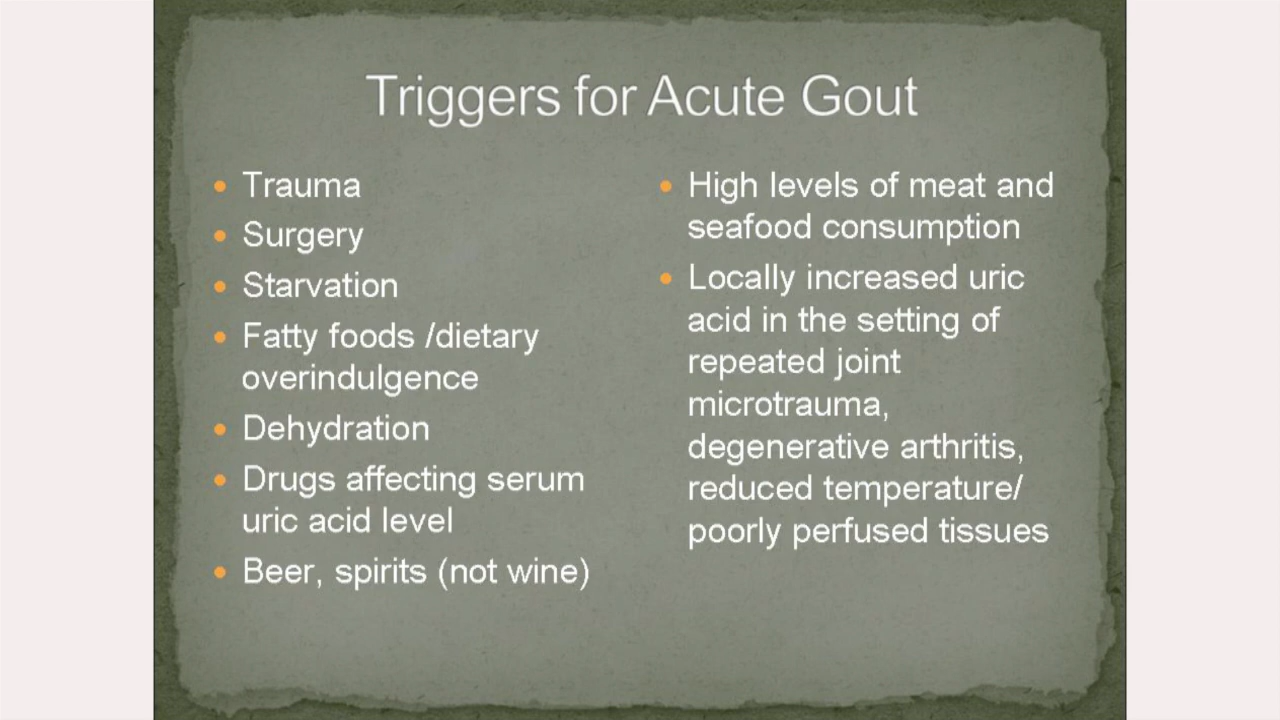 Triggers for Acute Gout
Trauma
Surgery
Starvation
Fatty foods /dietary
overindulgence
Dehydration
Drugs affecting serum
uric acid level
Beer, spirits (not wine)
High levels of meat and
seafood consumption
Locally increased uric
acid in the setting of
repeated joint
microtrauma,
degenerative arthritis,
reduced temperature/
poorly perfused tissues